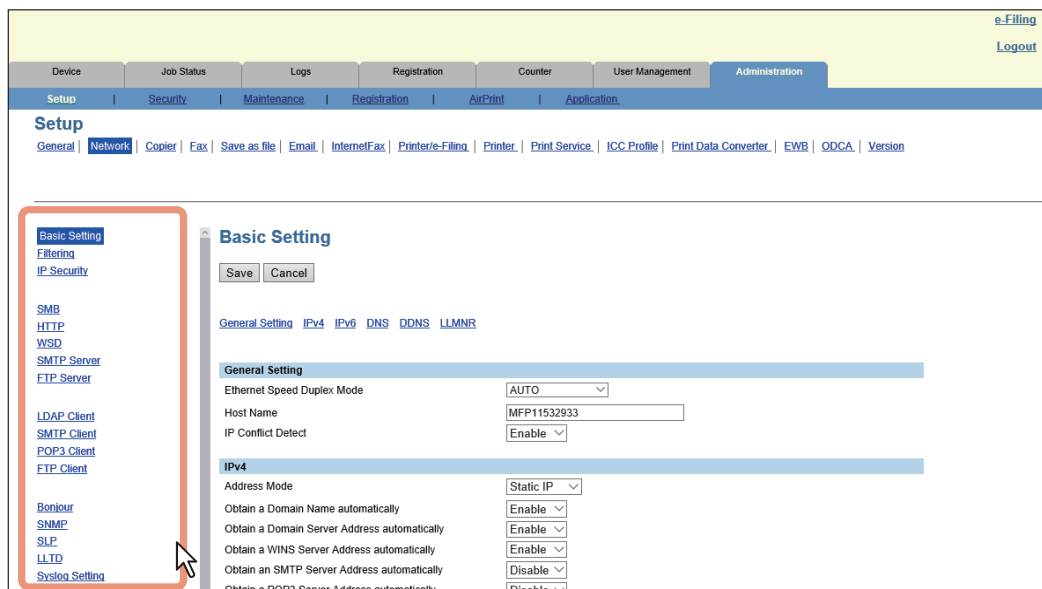 e-Filing
Logout
Device Job Status Logs Registration Counter User Management Administration
Setup | Security | Maintenance | Registration | AirPrint | Application
Setup
General | Network | Copier | Fax | Save as file | Email | InternetFax | Printer/e-Filing | Printer | Print Service | ICC Profile | Print Data Converter | EWB | ODCA | Version
Basic Setting
Filtering
IP Security
SMB
HTTP
WSD
SMTP Server
FTP Server
LDAP Client
SMTP Client
POP3 Client
FTP Client
Bonjour
SNMP
SLP
LLTD
Syslog Setting
Basic Setting
Save Cancel
General Setting IPv4 IPv6 DNS DDNS LLMNR
General Setting
Ethernet Speed Duplex Mode AUTO
Host Name MFP11532933
IP Conflict Detect Enable
IPv4
Address Mode Static IP
Obtain a Domain Name automatically Enable
Obtain a Domain Server Address automatically Enable
Obtain a WINS Server Address automatically Enable
Obtain an SMTP Server Address automatically Disable
Obtain a POP3 Server Address automatically Disable